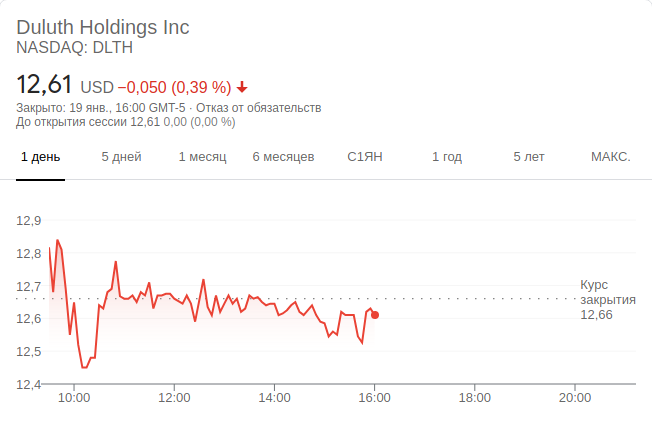 Duluth Holdings Inc
NASDAQ: DLTH
12,61 USD −0,050 (0,39 %)
Закрыто: 19 янв., 16:00 GMT-5 · Отказ от обязательств
До открытия сессии 12,61 0,00 (0,00 %)
1 день 5 дней 1 месяц 6 месяцев С1ЯН 1 год 5 лет МАКС.
12,9
12,8
12,7
12,6
12,5
12,4
Курс
закрытия
12,66
10:00 12:00 14:00 16:00 18:00 20:00